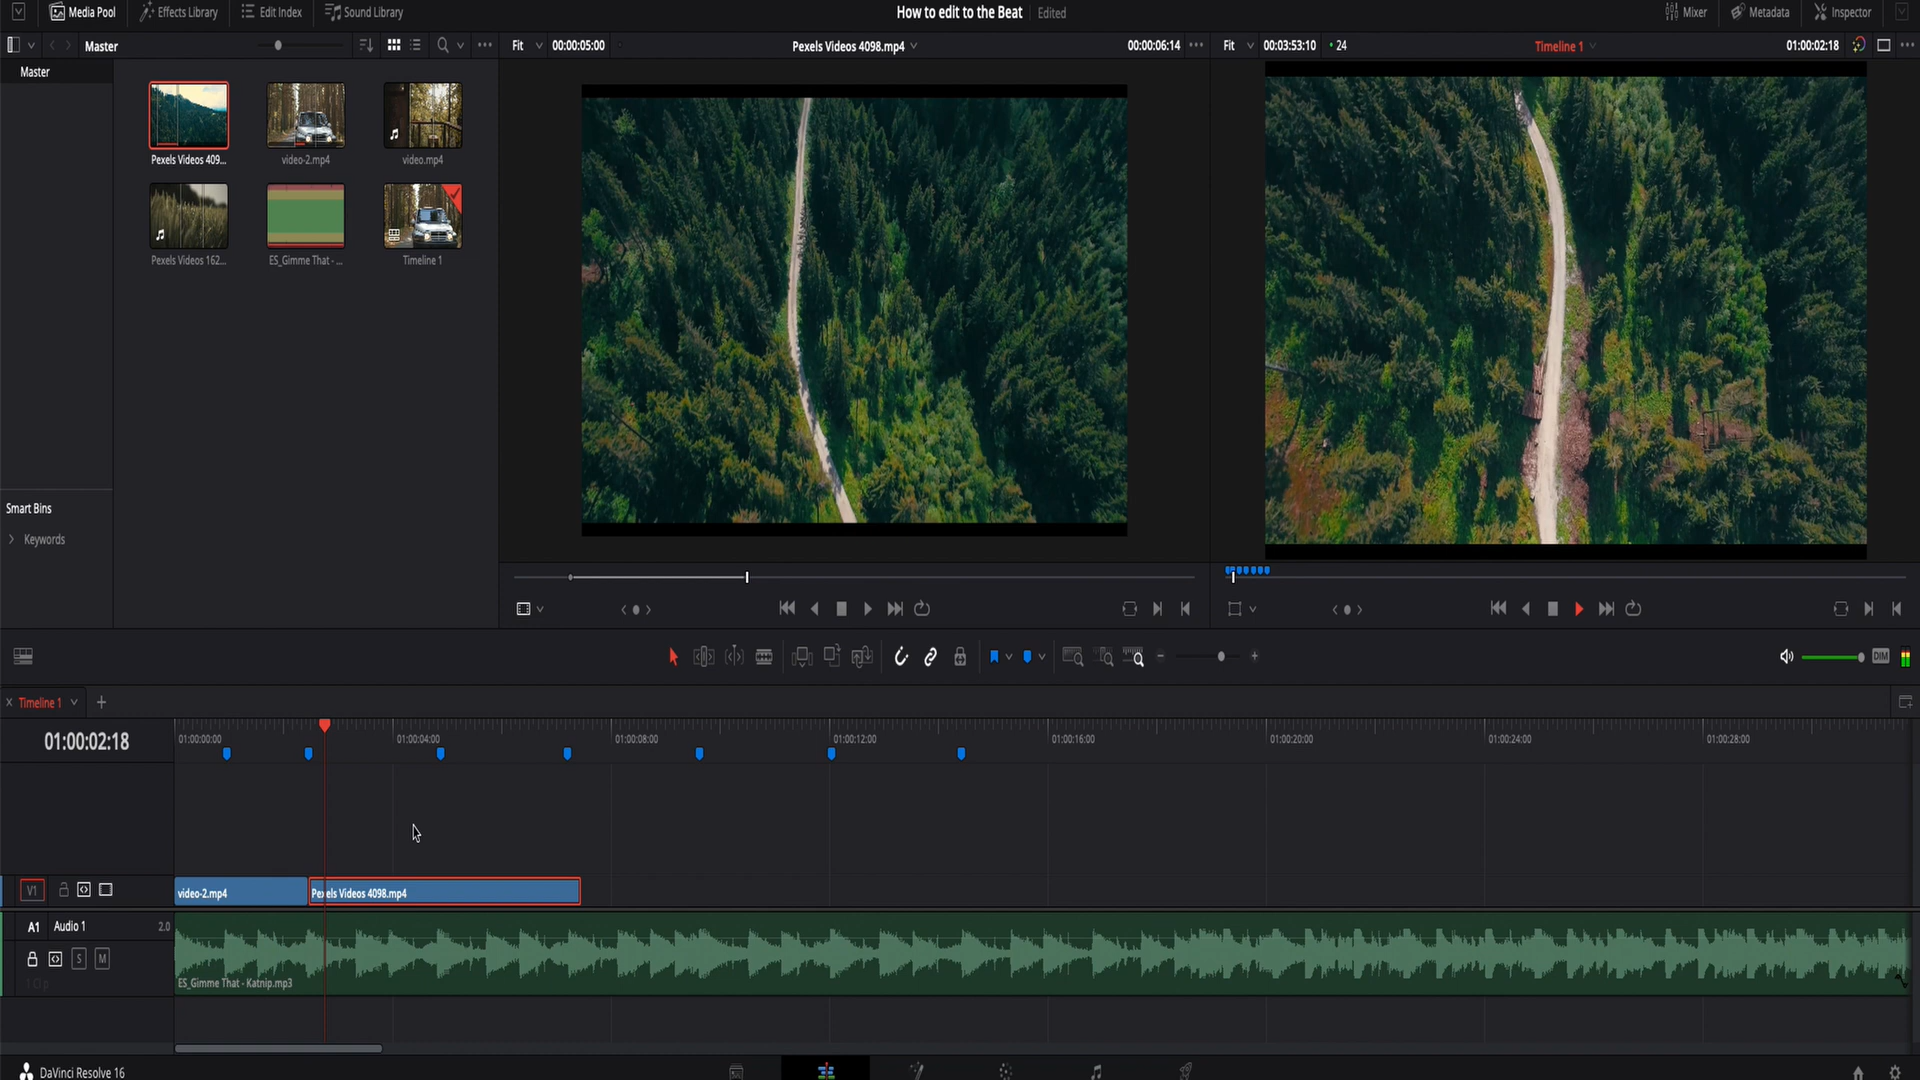 Media Pool Effects Library Edit Index Sound Library How to edit to the Beat Edited Mixer Metadata Inspector
Master Fit 00:00:05:00 Pexels Videos 4098.mp4 00:00:06:14 Fit 00:03:53:10 24 Timeline 1 01:00:02:18
Master
Pexels Videos 409... video-2.mp4 video.mp4
Pexels Videos 162... ES_Gimme That - ... Timeline 1
Smart Bins
Keywords
DIM
Timeline 1
01:00:02:18
01:00:00:00 01:00:04:00 01:00:08:00 01:00:12:00 01:00:16:00 01:00:20:00 01:00:24:00 01:00:28:00
V1 video-2.mp4 Pexels Videos 4098.mp4
A1 Audio 1 2.0
S M
ES_Gimme That - Katnip.mp3
DaVinci Resolve 16